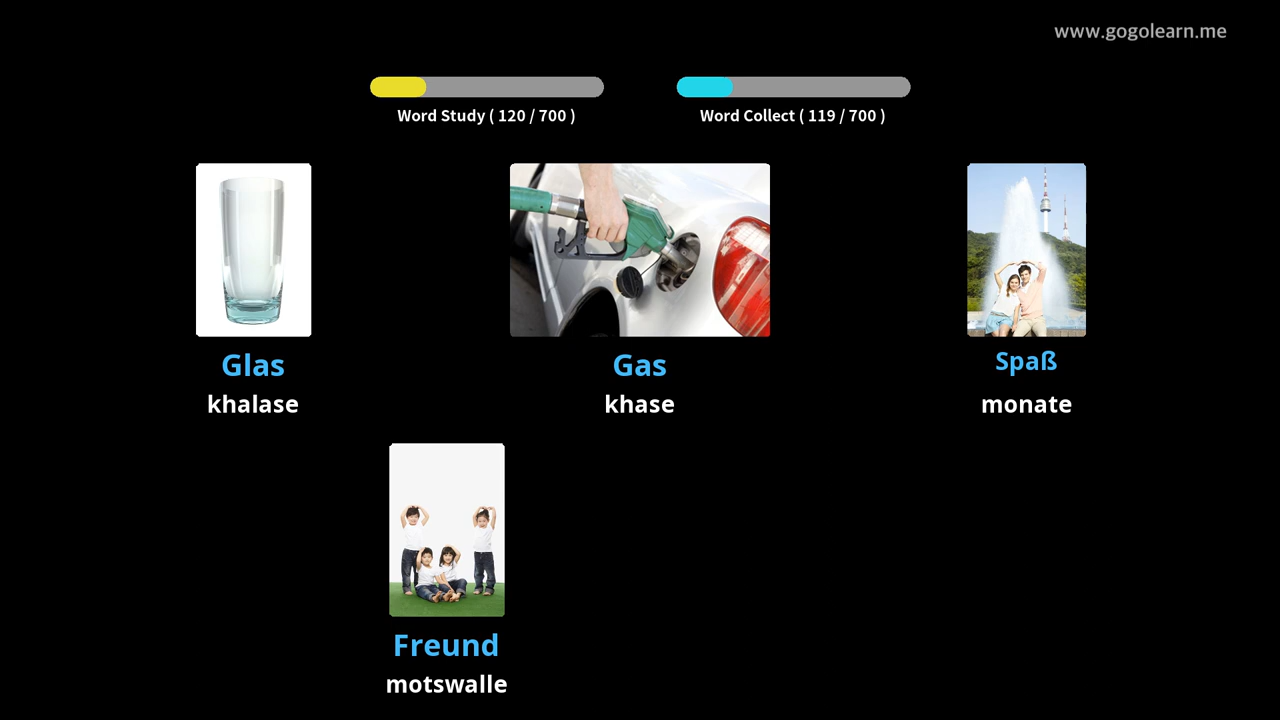 www.gogolearn.me
Word Study ( 120 / 700 )
Word Collect ( 119 / 700 )
Glas
khalase
Gas
khase
Spaß
monate
Freund
motswalle